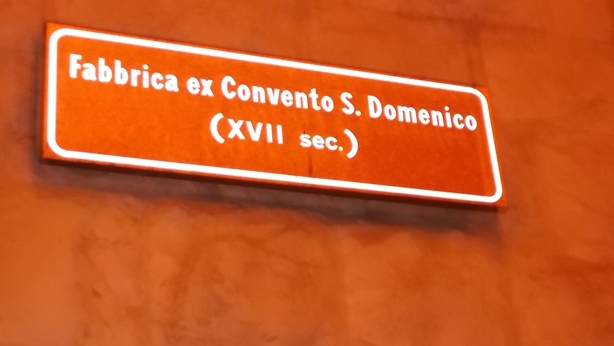 Fabbrica ex Convento S. Domenico
(XVII sec.)